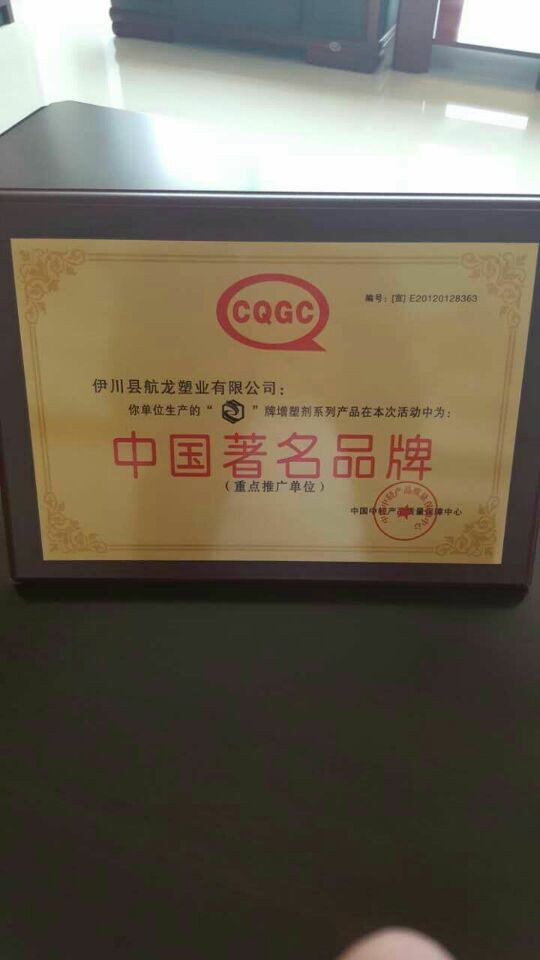 CQGC
编号：[宣] E20120128363
伊川县航龙塑业有限公司：
你单位生产的“ ”牌增塑剂系列产品在本次活动中为：
中国著名品牌
（重点推广单位）
中国中轻产品质量保障中心